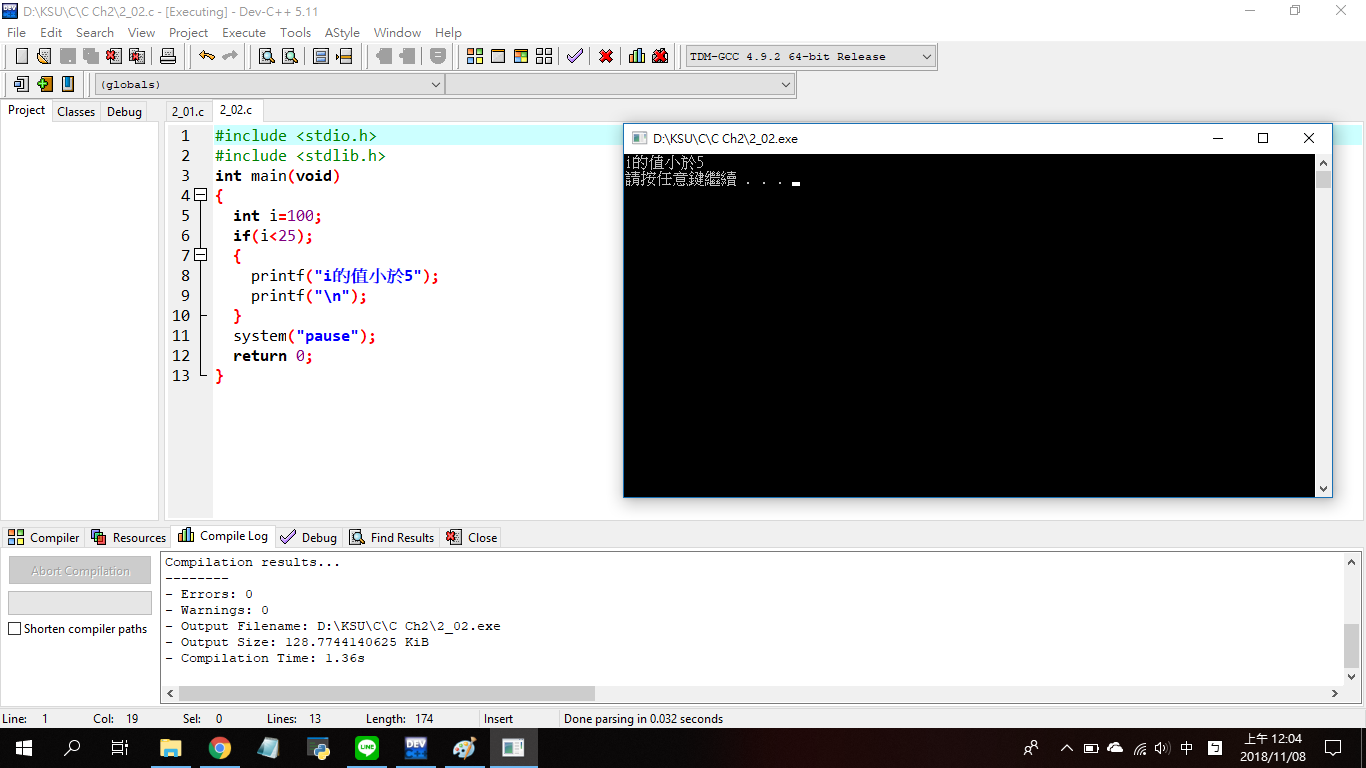 D:\KSU\C\C Ch2\2_02.c - [Executing] - Dev-C++ 5.11
File Edit Search View Project Execute Tools AStyle Window Help
TDM-GCC 4.9.2 64-bit Release
(globals)
Project Classes Debug 2_01.c 2_02.c
1 #include <stdio.h>
2 #include <stdlib.h>
3 int main(void)
4 {
5 int i=100;
6 if(i<25);
7 {
8 printf("i的值小於5");
9 printf("\n");
10 }
11 system("pause");
12 return 0;
13 }
D:\KSU\C\C Ch2\2_02.exe
i的值小於5
請按任意鍵繼續 . . .
Compiler Resources Compile Log Debug Find Results Close
Abort Compilation
Shorten compiler paths
Compilation results...
--------
- Errors: 0
- Warnings: 0
- Output Filename: D:\KSU\C\C Ch2\2_02.exe
- Output Size: 128.7744140625 KiB
- Compilation Time: 1.36s
Line: 1 Col: 19 Sel: 0 Lines: 13 Length: 174 Insert Done parsing in 0.032 seconds
LINE
DEV
中
上午 12:04
2018/11/08